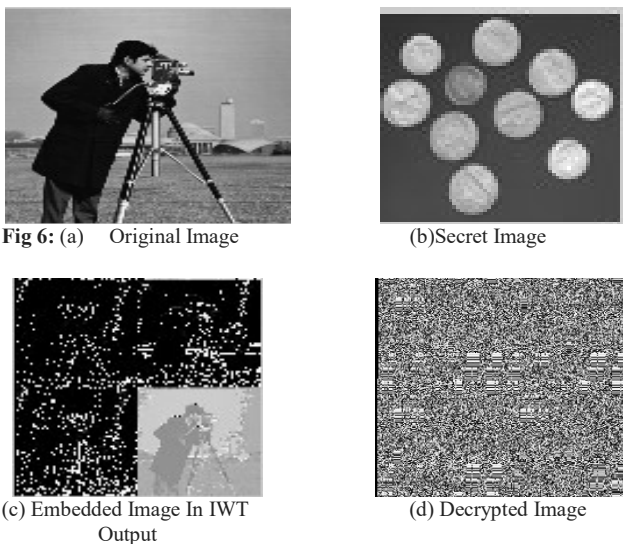 Fig 6: (a) Original Image
(b)Secret Image
(c) Embedded Image In IWT
Output
(d) Decrypted Image